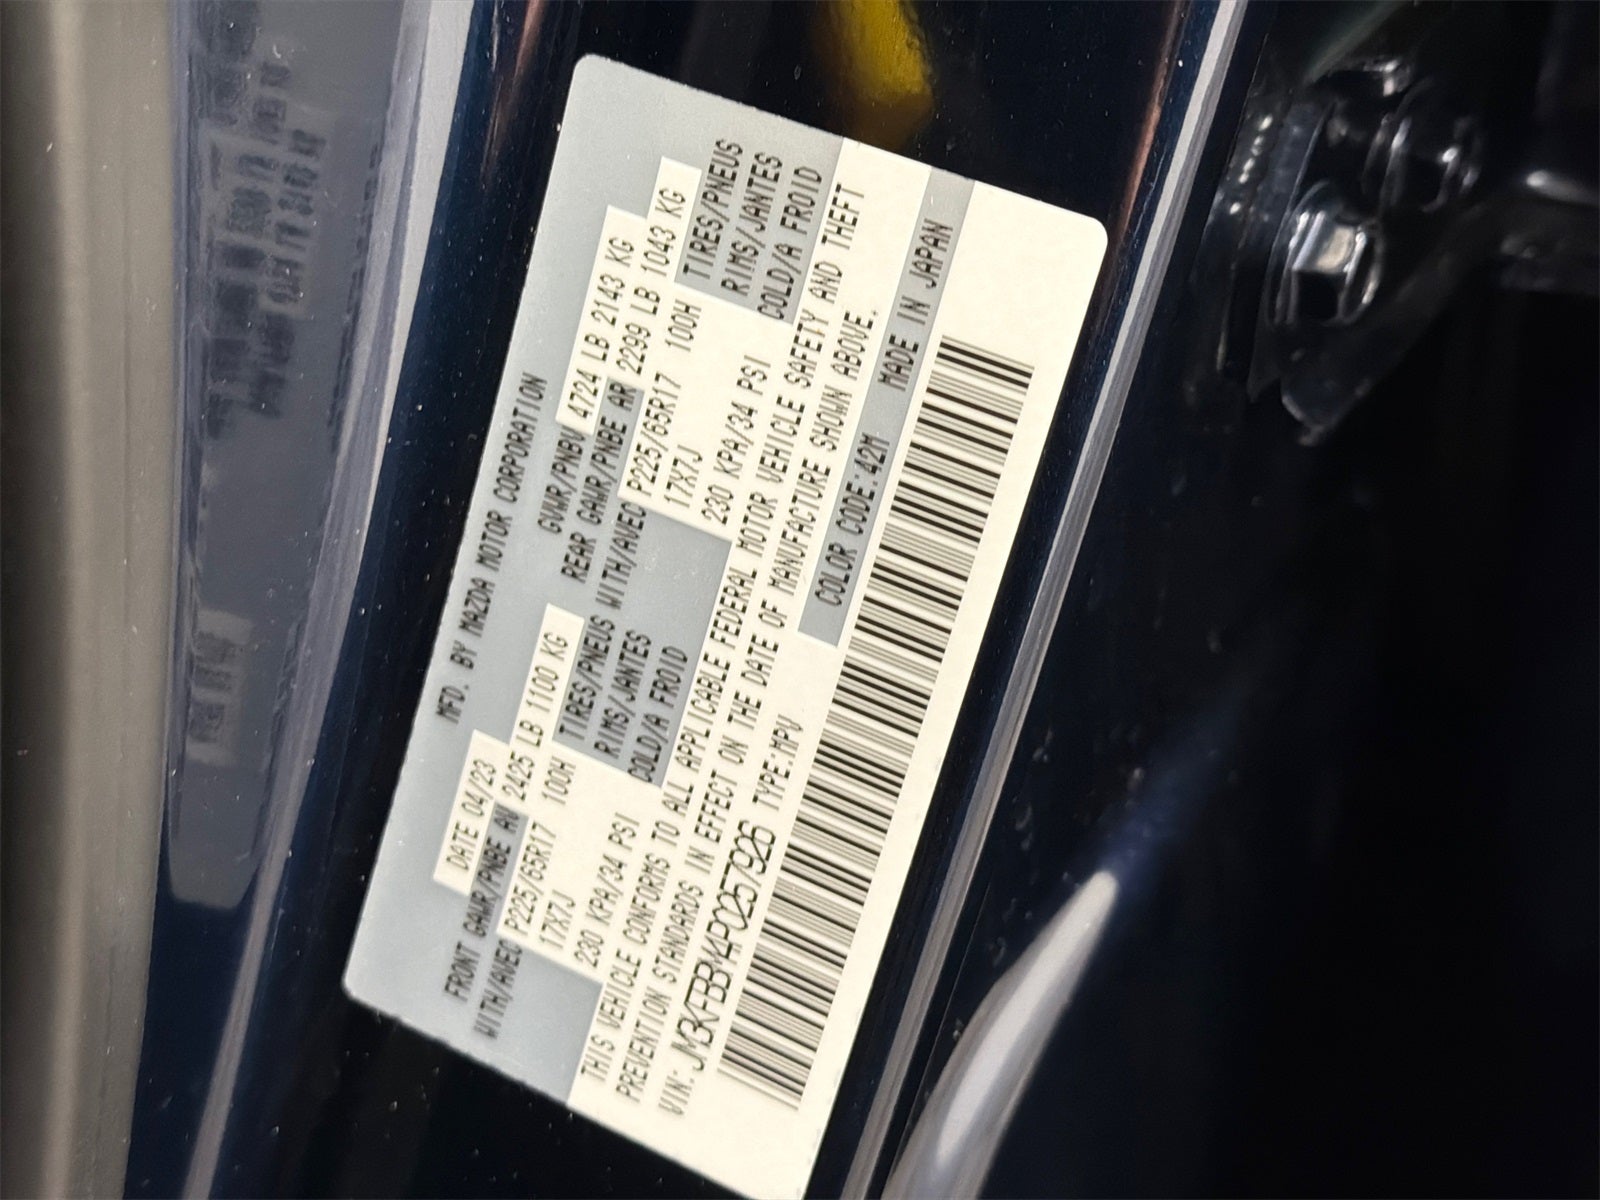 MFD. BY MAZDA MOTOR CORPORATION
DATE 04/23 GVWR/PNBV 4724 LB 2143 KG
FRONT GAWR/PNBE AV 2425 LB 1100 KG REAR GAWR/PNBE AR 2299 LB 1043 KG
WITH/AVEC P225/65R17 100H TIRES/PNEUS WITH/AVEC P225/65R17 100H TIRES/PNEUS
17X7J RIMS/JANTES 17X7J RIMS/JANTES
230 KPA/34 PSI COLD/A FROID 230 KPA/34 PSI COLD/A FROID
THIS VEHICLE CONFORMS TO ALL APPLICABLE FEDERAL MOTOR VEHICLE SAFETY AND THEFT
PREVENTION STANDARDS IN EFFECT ON THE DATE OF MANUFACTURE SHOWN ABOVE.
VIN: JM3KFBBM4P0257926 TYPE:MPV COLOR CODE:42M MADE IN JAPAN